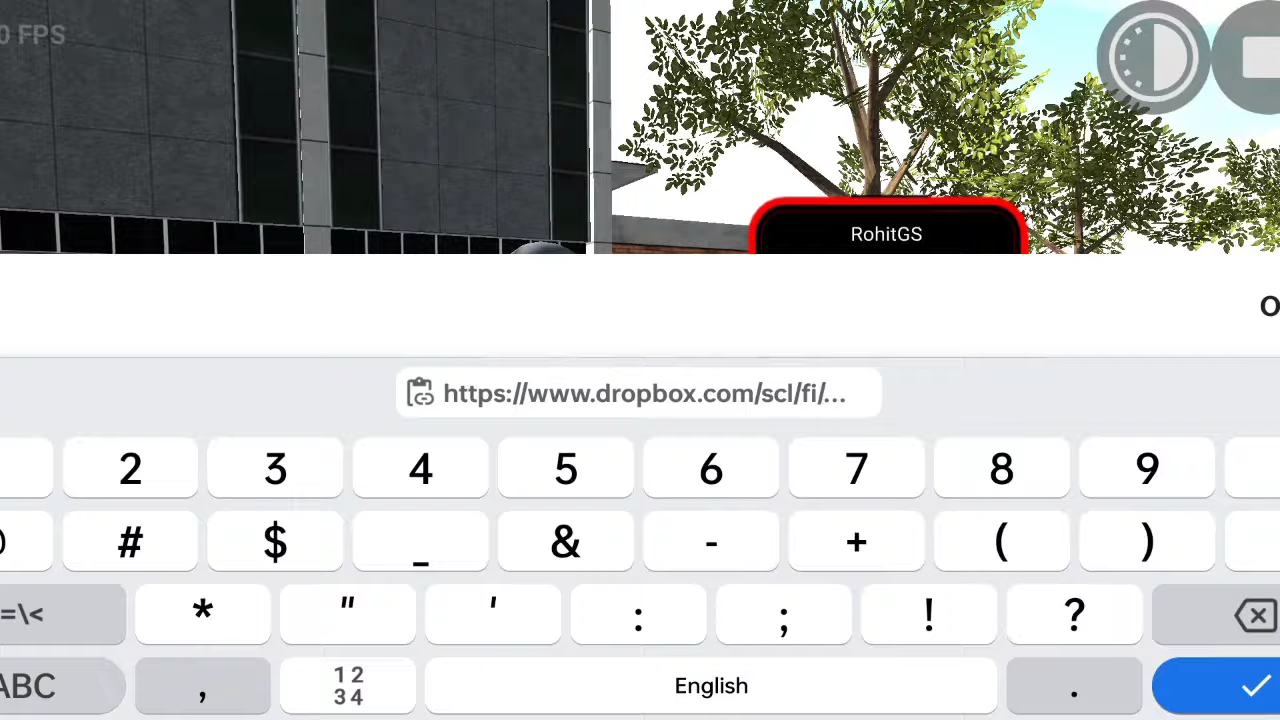 0 FPS
RohitGS
O
https://www.dropbox.com/scl/fi/...
2 3 4 5 6 7 8 9
# $ _ & - + ( )
=\< * " ' : ; ! ?
ABC , 1 2 3 4 English .